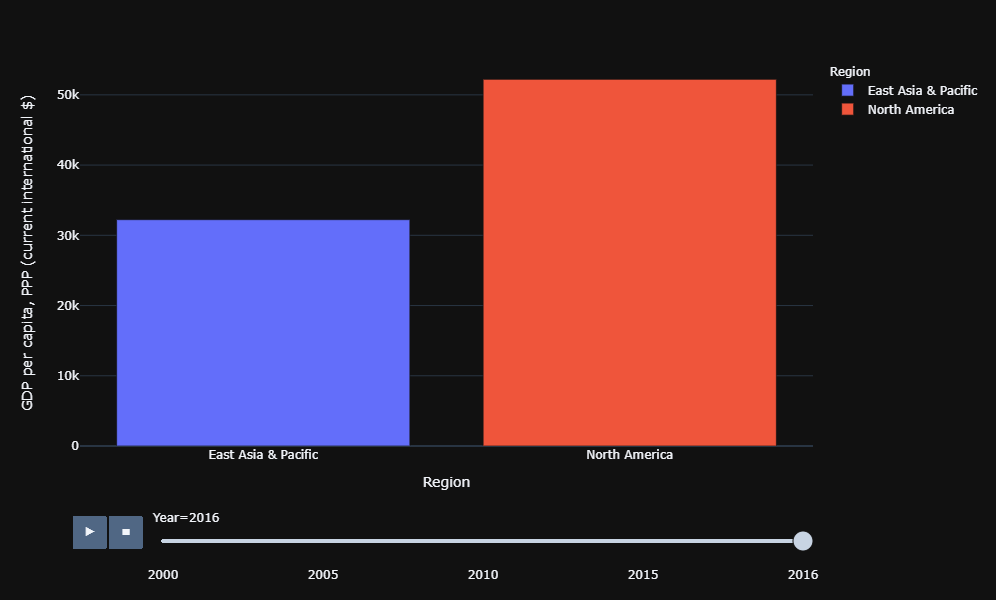 Region
East Asia & Pacific
North America
GDP per capita, PPP (current international $)
50k
40k
30k
20k
10k
0
East Asia & Pacific
North America
Region
Year=2016
2000
2005
2010
2015
2016